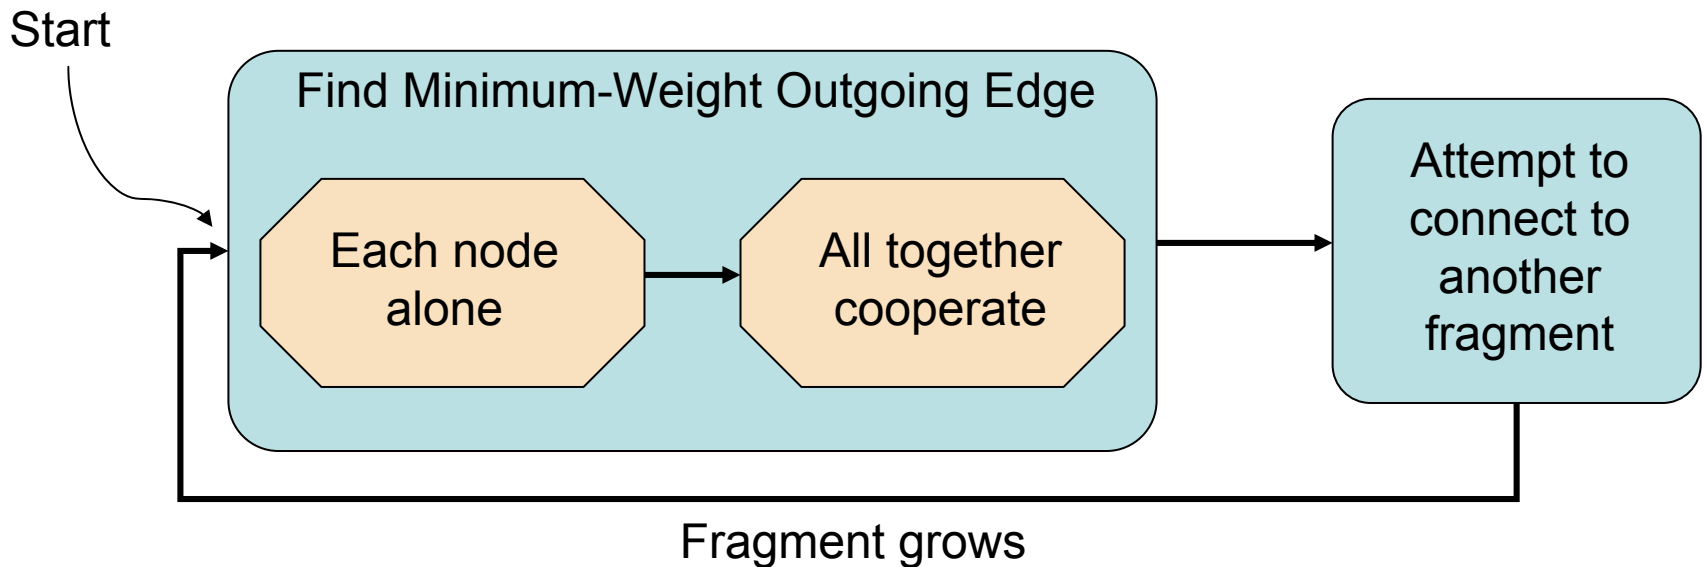 Start
Find Minimum-Weight Outgoing Edge
Each node
alone
All together
cooperate
Attempt to
connect to
another
fragment
Fragment grows